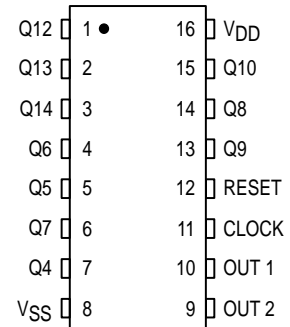 Q12 1 16 VDD
Q13 2 15 Q10
Q14 3 14 Q8
Q6 4 13 Q9
Q5 5 12 RESET
Q7 6 11 CLOCK
Q4 7 10 OUT 1
VSS 8 9 OUT 2